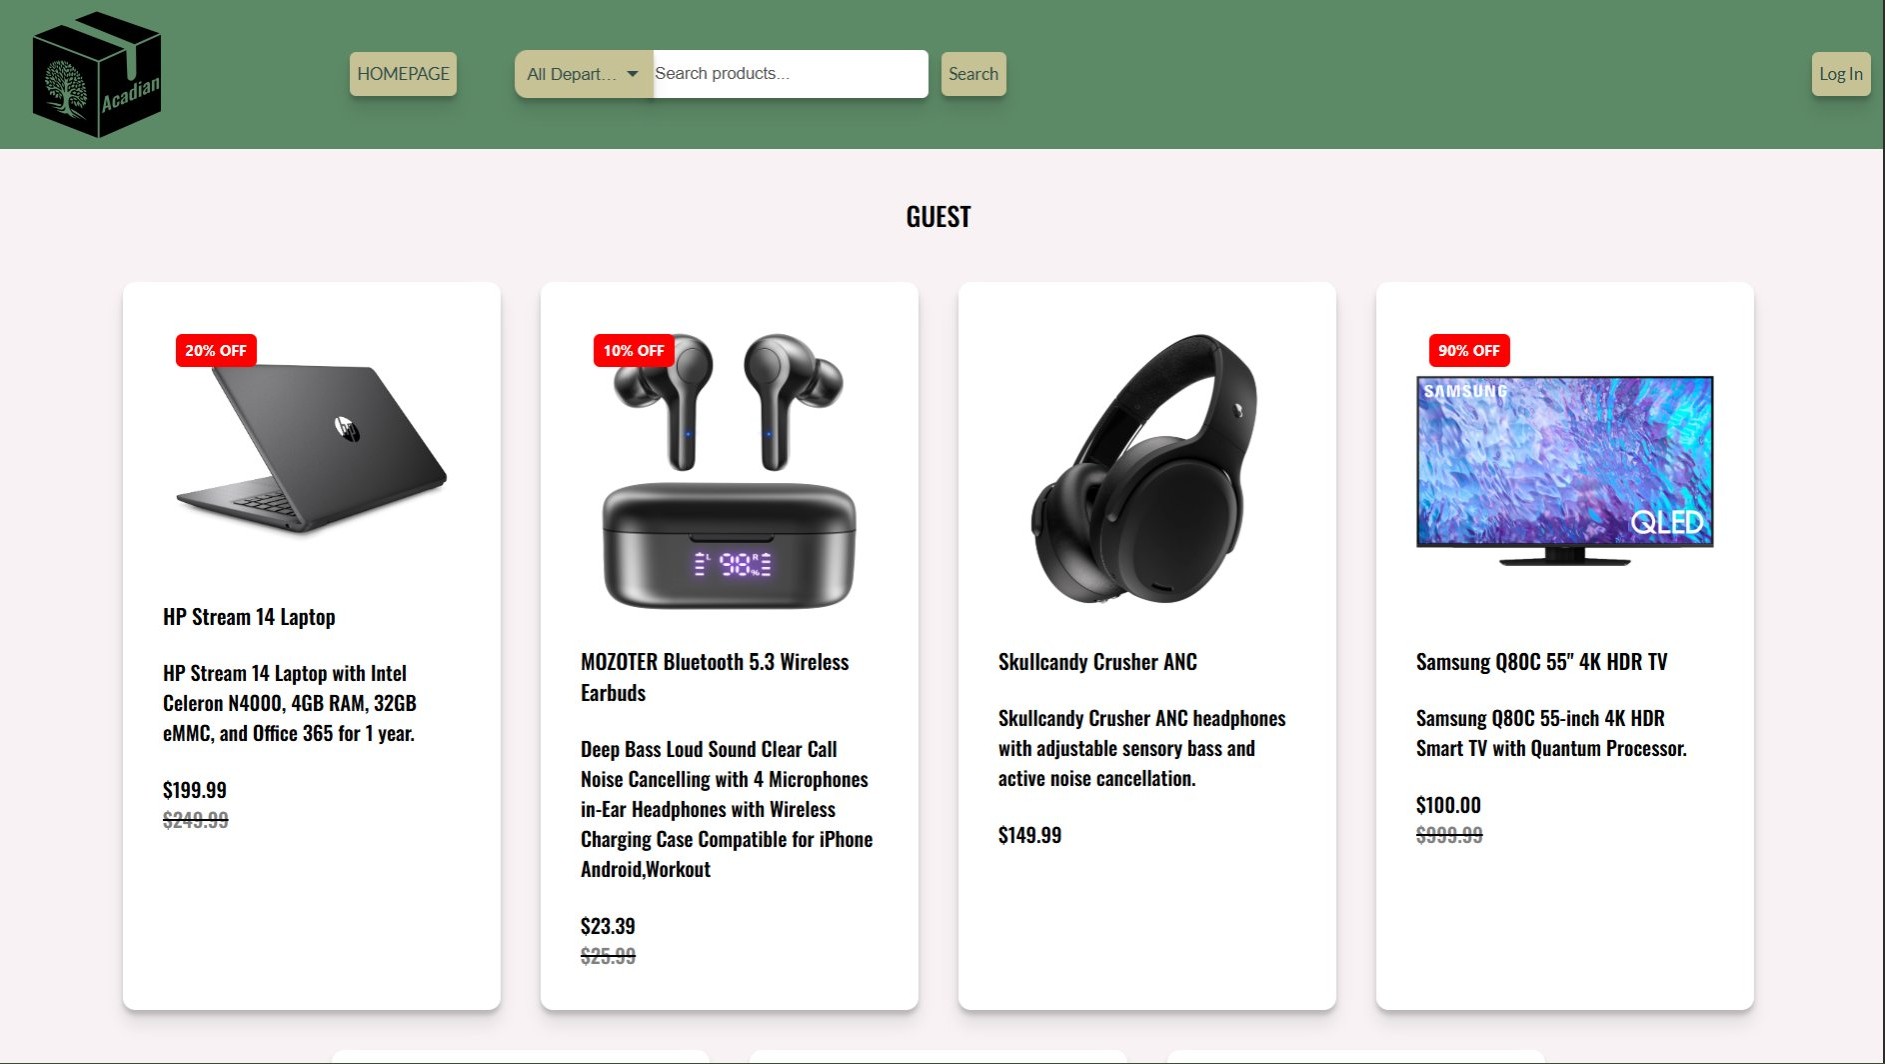 Acadian
HOMEPAGE
All Depart...
Search products...
Search
Log In
GUEST
20% OFF
HP Stream 14 Laptop
HP Stream 14 Laptop with Intel
Celeron N4000, 4GB RAM, 32GB
eMMC, and Office 365 for 1 year.
$199.99
$249.99
10% OFF
L 98% R
MOZOTER Bluetooth 5.3 Wireless
Earbuds
Deep Bass Loud Sound Clear Call
Noise Cancelling with 4 Microphones
in-Ear Headphones with Wireless
Charging Case Compatible for iPhone
Android,Workout
$23.39
$25.99
Skullcandy Crusher ANC
Skullcandy Crusher ANC headphones
with adjustable sensory bass and
active noise cancellation.
$149.99
90% OFF
SAMSUNG
QLED
Samsung Q80C 55" 4K HDR TV
Samsung Q80C 55-inch 4K HDR
Smart TV with Quantum Processor.
$100.00
$999.99